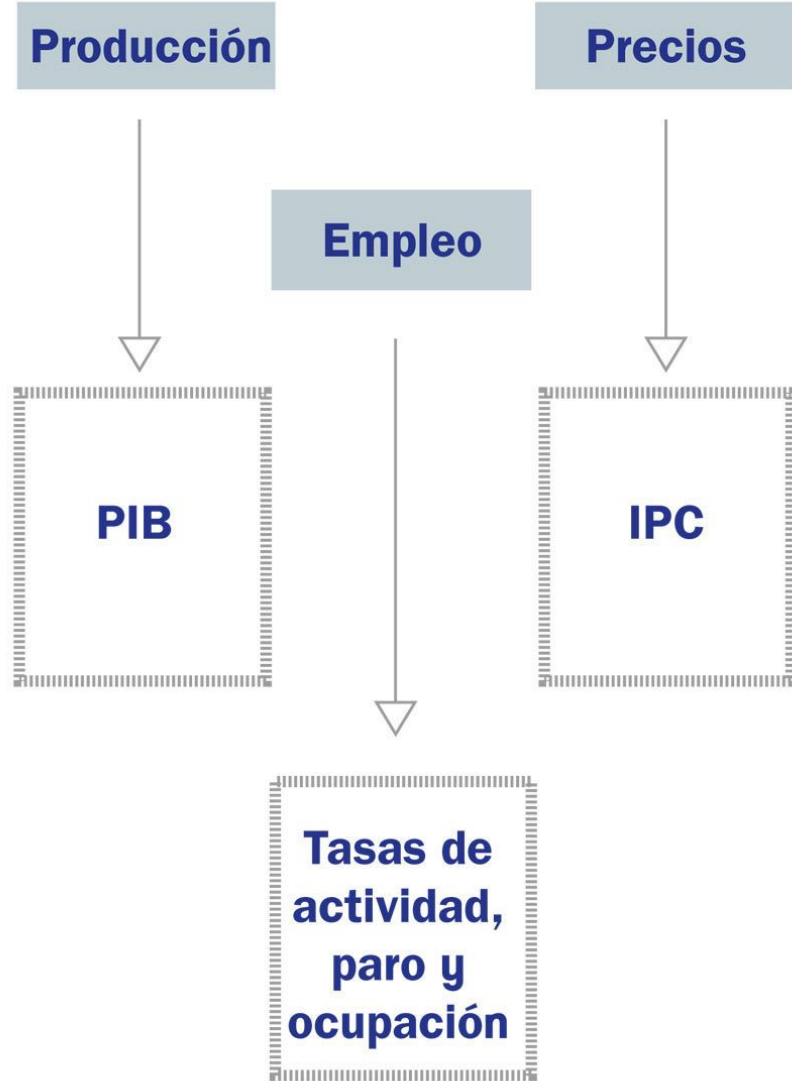 Producción
Precios
Empleo
PIB
IPC
Tasas de
actividad,
paro y
ocupación